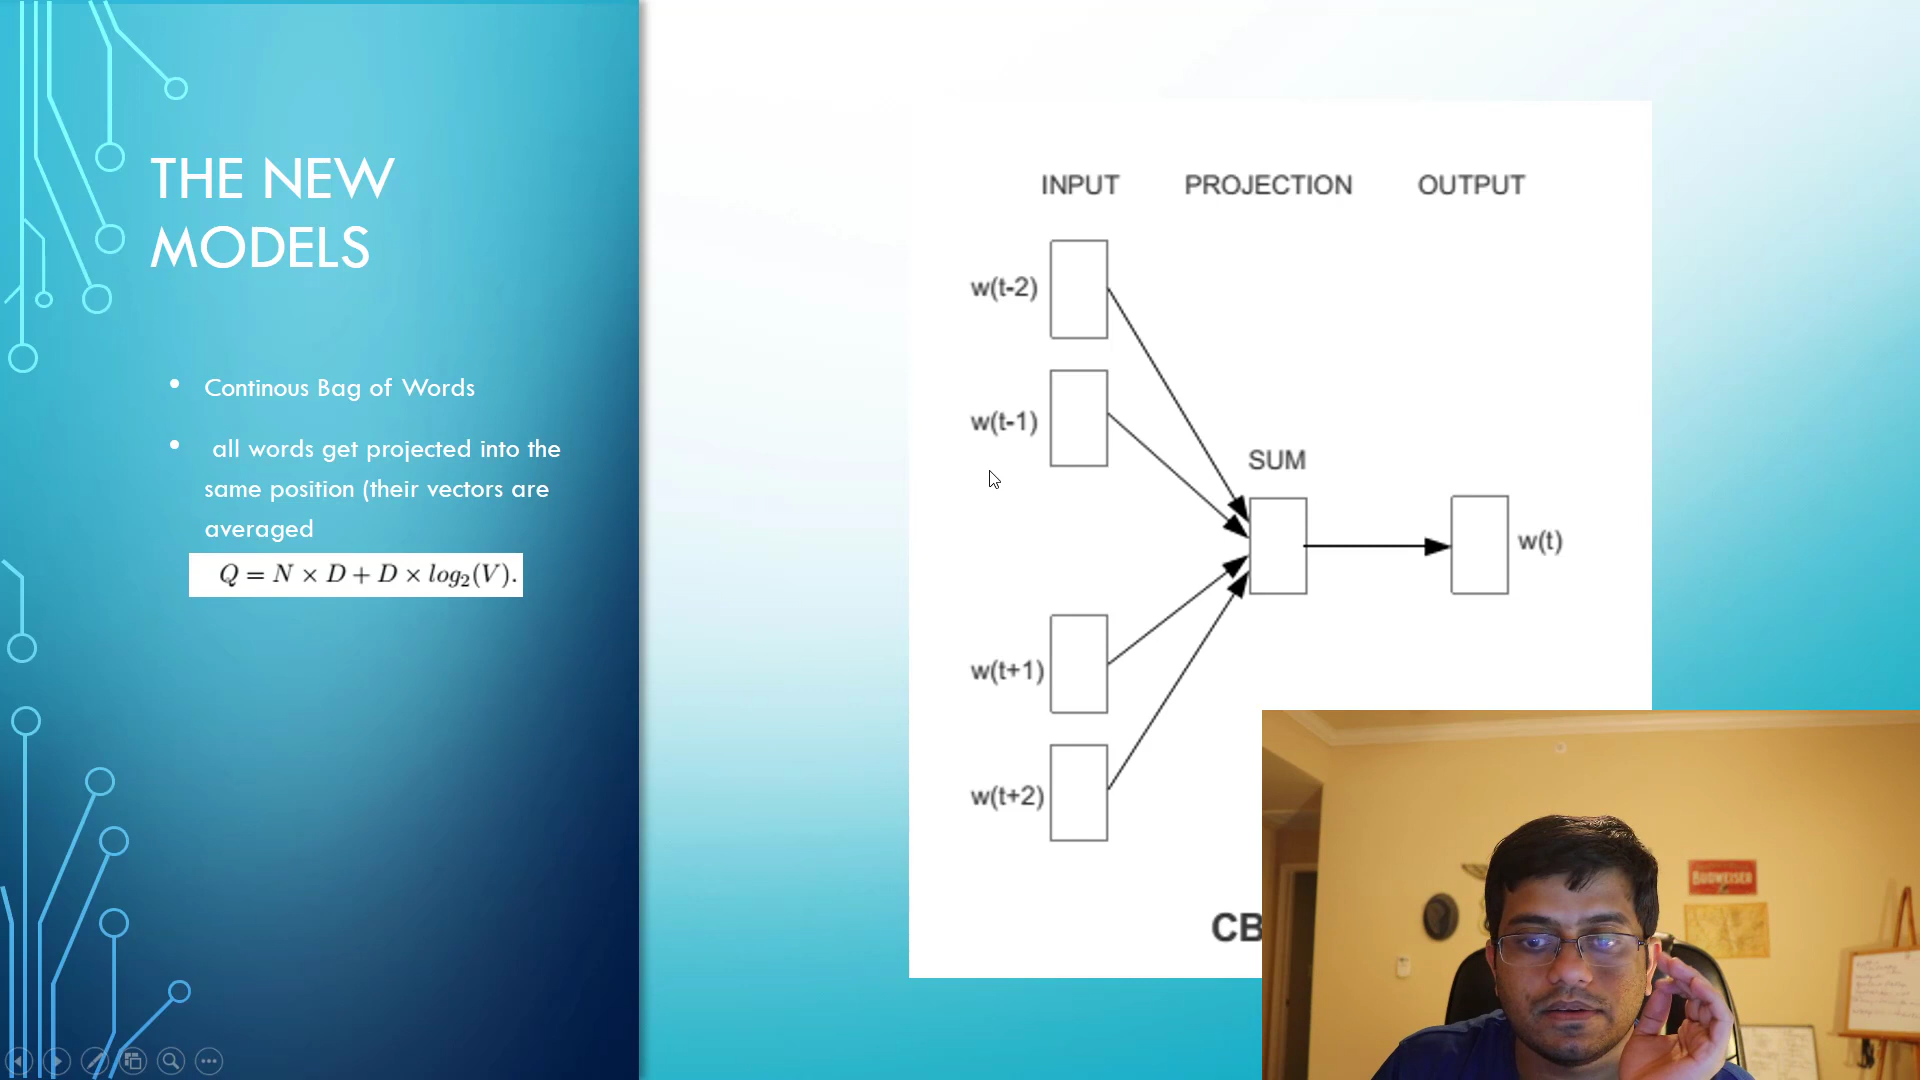 THE NEW
MODELS
• Continous Bag of Words
• all words get projected into the
same position (their vectors are
averaged
Q = N × D + D × log₂(V).
INPUT PROJECTION OUTPUT
w(t-2)
w(t-1)
SUM
w(t)
w(t+1)
w(t+2)
CB
BUDWEISER